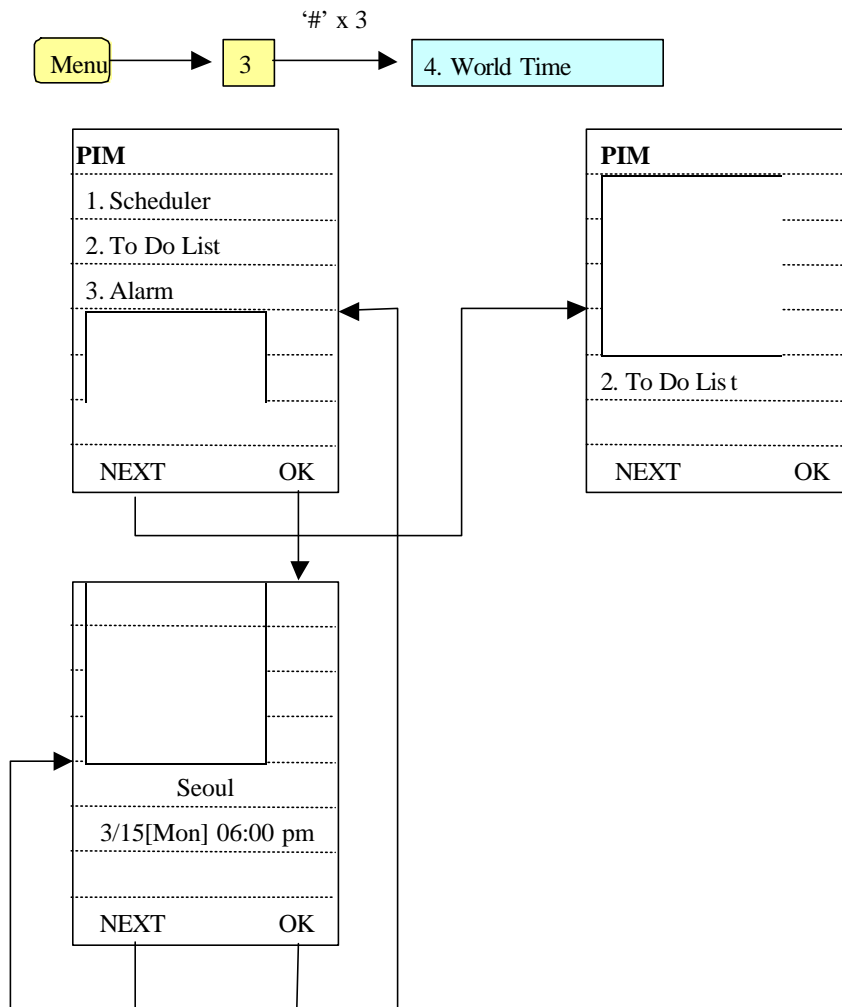 ‘#’ x 3
Menu
3
4. World Time
PIM
1. Scheduler
2. To Do List
3. Alarm
NEXT OK
PIM
2. To Do List
NEXT OK
Seoul
3/15[Mon] 06:00 pm
NEXT OK